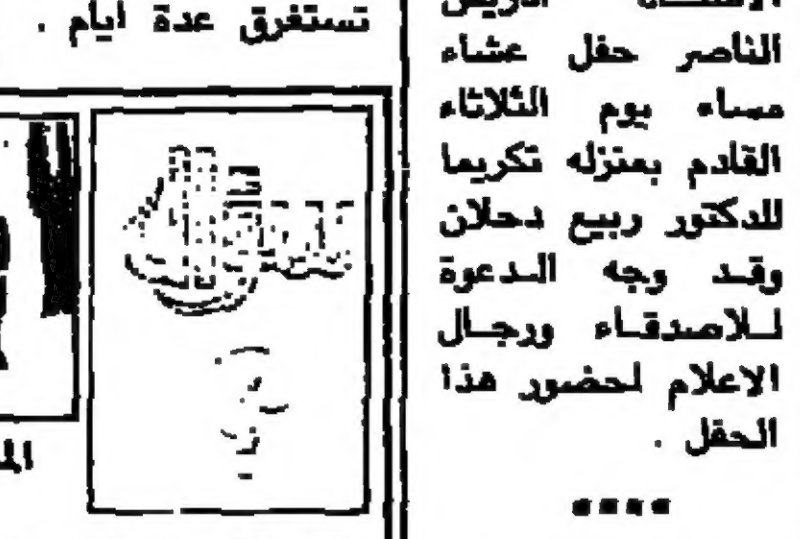 الناصر حفل عشاء
مساء يوم الثلاثاء
القادم بمنزله تكريما
للدكتور ربيع دحلان
وقد وجه الدعوة
للاصدقاء ورجال
الاعلام لحضور هذا
الحفل .
تستغرق عدة ايام .